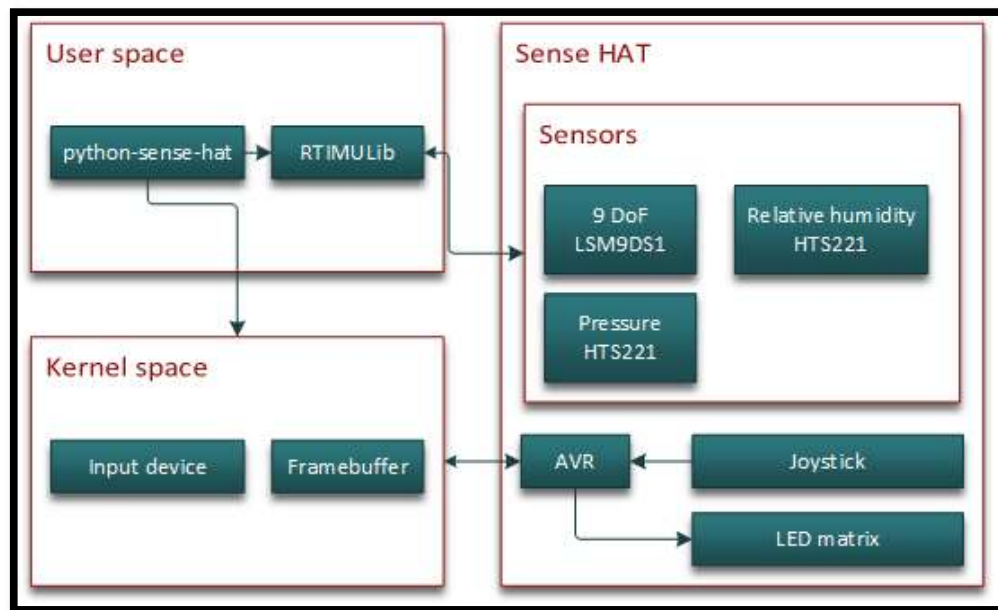 User space
python-sense-hat
RTIMULib
Kernel space
Input device
Framebuffer
Sense HAT
Sensors
9 DoF
LSM9DS1
Relative humidity
HTS221
Pressure
HTS221
AVR
Joystick
LED matrix